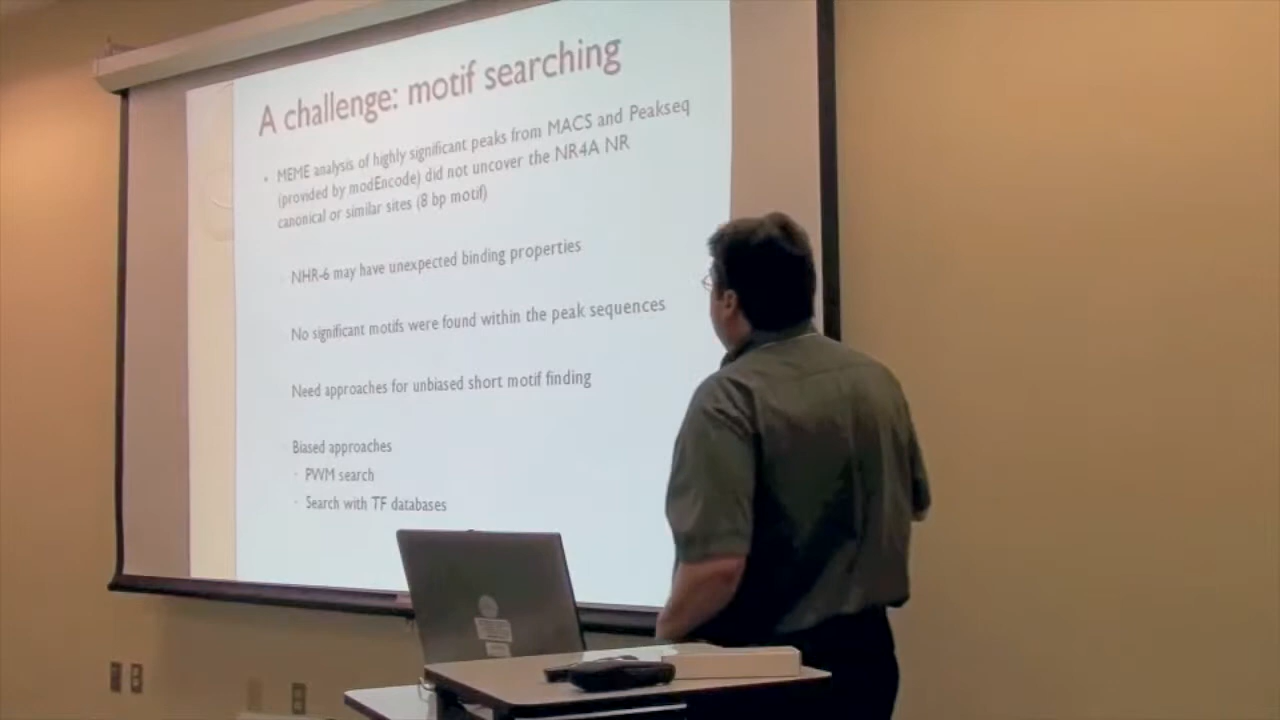 A challenge: motif searching
• MEME analysis of highly significant peaks from MACS and Peakseq
(provided by modEncode) did not uncover the NR4A NR
canonical or similar sites (8 bp motif)
NHR-6 may have unexpected binding properties
No significant motifs were found within the peak sequences
Need approaches for unbiased short motif finding
Biased approaches
PWM search
Search with TF databases